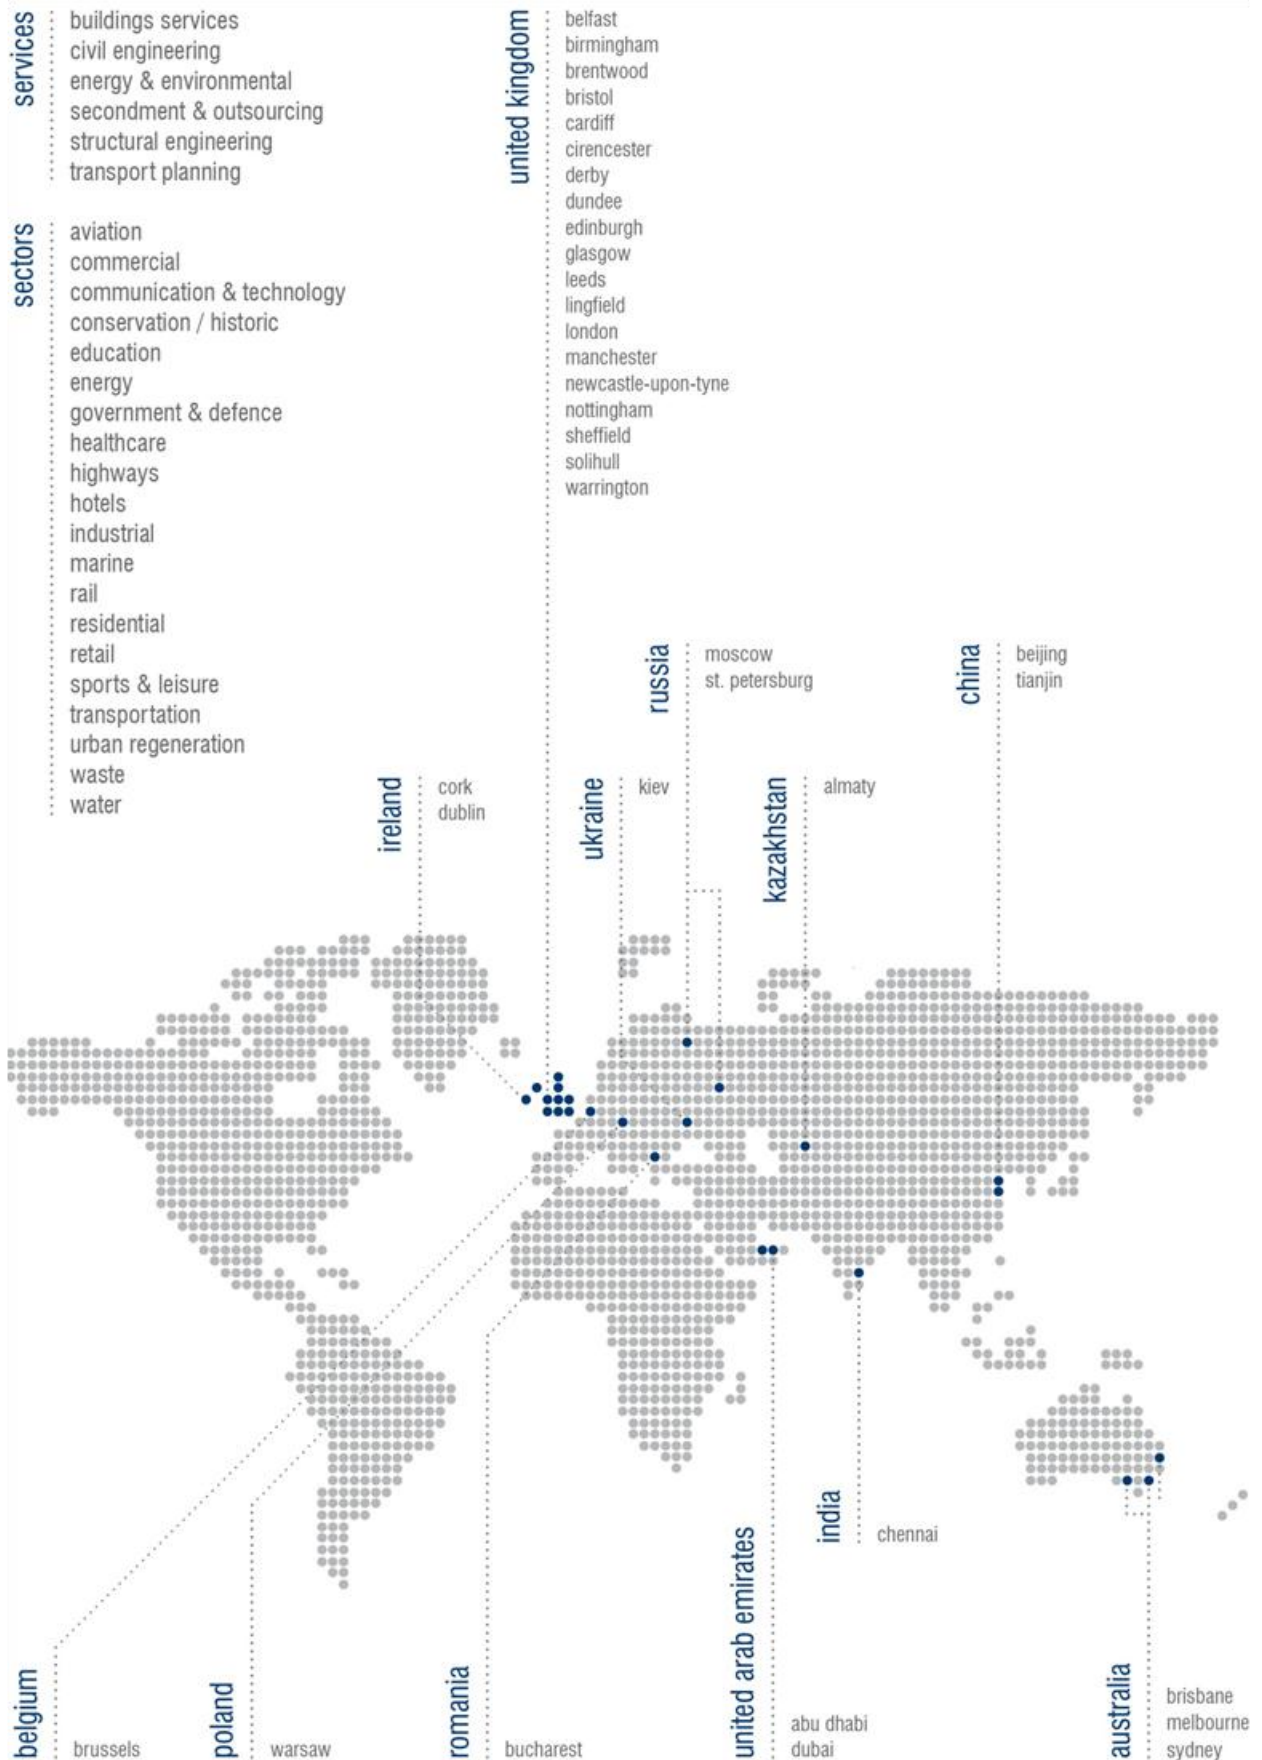 services
buildings services
civil engineering
energy & environmental
secondment & outsourcing
structural engineering
transport planning
sectors
aviation
commercial
communication & technology
conservation / historic
education
energy
government & defence
healthcare
highways
hotels
industrial
marine
rail
residential
retail
sports & leisure
transportation
urban regeneration
waste
water
united kingdom
belfast
birmingham
brentwood
bristol
cardiff
cirencester
derby
dundee
edinburgh
glasgow
leeds
lingfield
london
manchester
newcastle-upon-tyne
nottingham
sheffield
solihull
warrington
russia
moscow
st. petersburg
china
beijing
tianjin
ireland
cork
dublin
ukraine
kiev
kazakhstan
almaty
belgium
brussels
poland
warsaw
romania
bucharest
united arab emirates
abu dhabi
dubai
india
chennai
australia
brisbane
melbourne
sydney